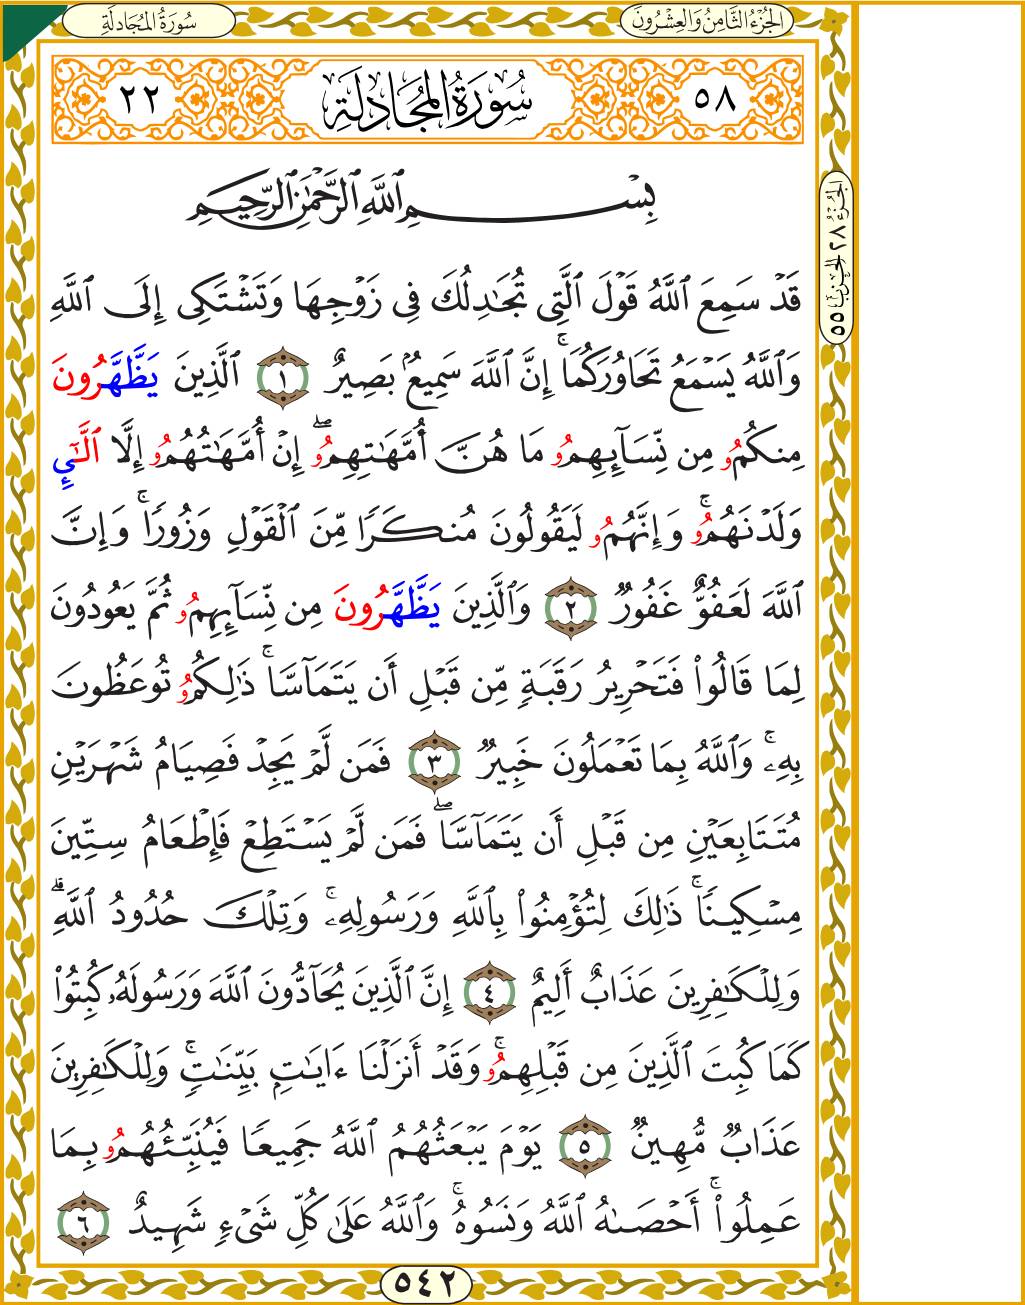 سُورَةُ المُجَادلَةِ
الجُزْءُ الثَّامِنُ وَالعِشْرُونَ
٥٨
سُورَةُ المُجَادلَةِ
٢٢
بِسْمِ ٱللَّهِ ٱلرَّحْمَٰنِ ٱلرَّحِيمِ
الجُزْءُ ٢٨ الحِزْبُ ٥٥
قَدْ سَمِعَ ٱللَّهُ قَوْلَ ٱلَّتِى تُجَٰدِلُكَ فِى زَوْجِهَا وَتَشْتَكِى إِلَى ٱللَّهِ
وَٱللَّهُ يَسْمَعُ تَحَاوُرَكُمَاۚ إِنَّ ٱللَّهَ سَمِيعُۢ بَصِيرٌ ١ ٱلَّذِينَ يَظَّهَّرُونَ
مِنكُمُو مِن نِّسَآئِهِمُو مَا هُنَّ أُمَّهَٰتِهِمُوۖ إِنْ أُمَّهَٰتُهُمُو إِلَّا ٱلَّٰٓىِٕ
وَلَدْنَهُمُوۚ وَإِنَّهُمُو لَيَقُولُونَ مُنكَرًا مِّنَ ٱلْقَوْلِ وَزُورًاۚ وَإِنَّ
ٱللَّهَ لَعَفُوٌّ غَفُورٌ ٢ وَٱلَّذِينَ يَظَّهَّرُونَ مِن نِّسَآئِهِمُو ثُمَّ يَعُودُونَ
لِمَا قَالُوا۟ فَتَحْرِيرُ رَقَبَةٍ مِّن قَبْلِ أَن يَتَمَآسَّاۚ ذَٰلِكُمُو تُوعَظُونَ
بِهِۦۚ وَٱللَّهُ بِمَا تَعْمَلُونَ خَبِيرٌ ٣ فَمَن لَّمْ يَجِدْ فَصِيَامُ شَهْرَيْنِ
مُتَتَابِعَيْنِ مِن قَبْلِ أَن يَتَمَآسَّاۖ فَمَن لَّمْ يَسْتَطِعْ فَإِطْعَامُ سِتِّينَ
مِسْكِينًاۚ ذَٰلِكَ لِتُؤْمِنُوا۟ بِٱللَّهِ وَرَسُولِهِۦۚ وَتِلْكَ حُدُودُ ٱللَّهِۗ
وَلِلْكَٰفِرِينَ عَذَابٌ أَلِيمٌ ٤ إِنَّ ٱلَّذِينَ يُحَآدُّونَ ٱللَّهَ وَرَسُولَهُۥ كُبِتُوا۟
كَمَا كُبِتَ ٱلَّذِينَ مِن قَبْلِهِمُوۚ وَقَدْ أَنزَلْنَا ءَايَٰتِۭ بَيِّنَٰتٍۚ وَلِلْكَٰفِرِينَ
عَذَابٌ مُّهِينٌ ٥ يَوْمَ يَبْعَثُهُمُ ٱللَّهُ جَمِيعًا فَيُنَبِّئُهُمُو بِمَا
عَمِلُوٓا۟ۚ أَحْصَىٰهُ ٱللَّهُ وَنَسُوهُۚ وَٱللَّهُ عَلَىٰ كُلِّ شَىْءٍ شَهِيدٌ ٦
٥٤٢